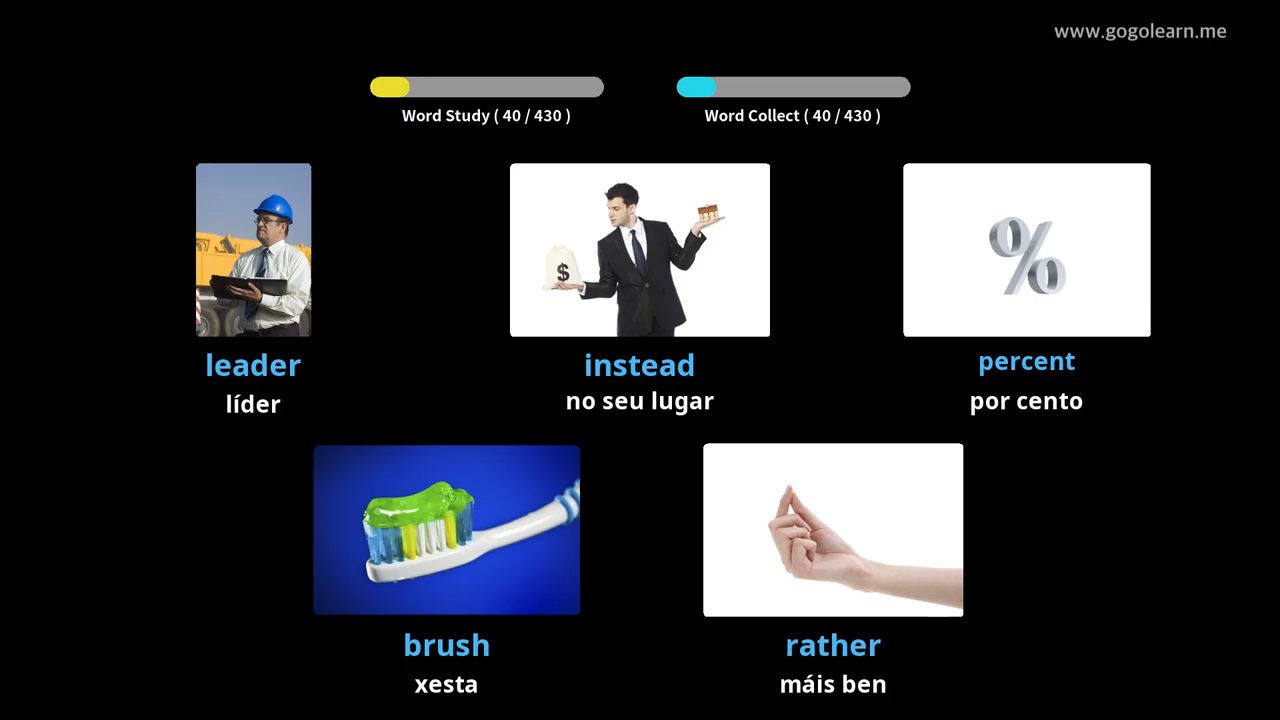 www.gogolearn.me
Word Study ( 40 / 430 )
Word Collect ( 40 / 430 )
leader
líder
instead
no seu lugar
percent
por cento
$
%
brush
xesta
rather
máis ben